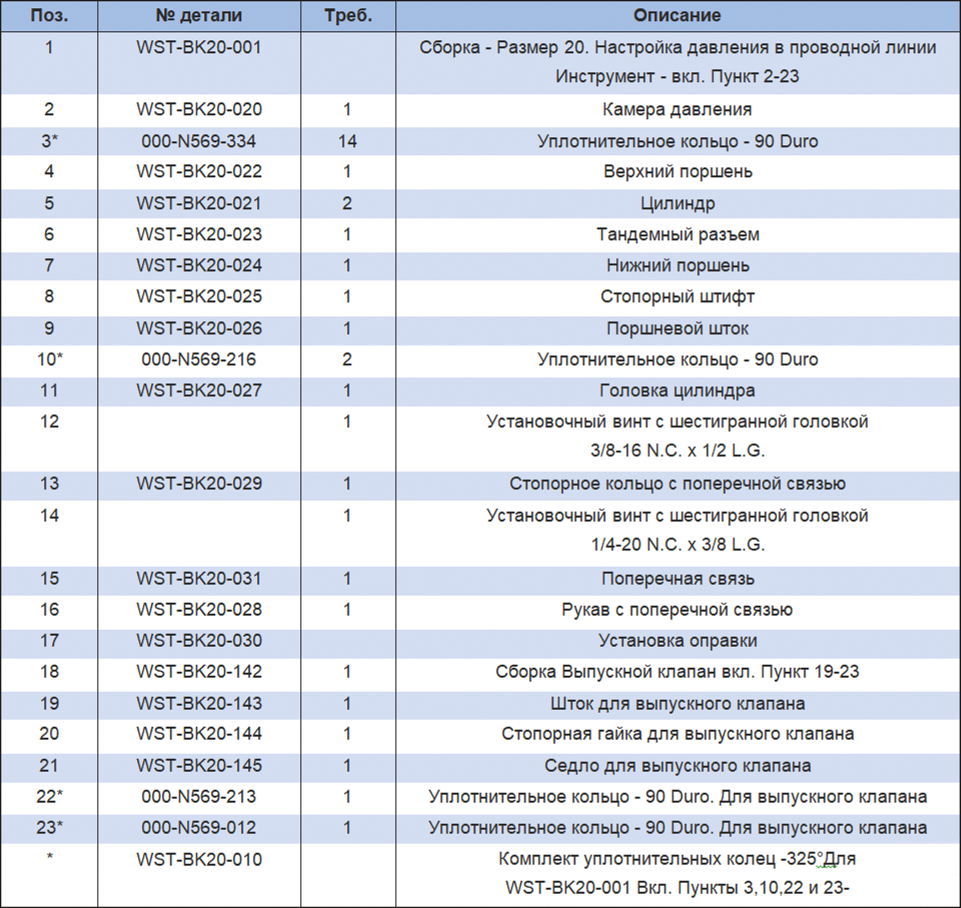 Поз. № детали Треб. Описание
1 WST-BK20-001 Сборка - Размер 20. Настройка давления в проводной линии
Инструмент - вкл. Пункт 2-23
2 WST-BK20-020 1 Камера давления
3* 000-N569-334 14 Уплотнительное кольцо - 90 Duro
4 WST-BK20-022 1 Верхний поршень
5 WST-BK20-021 2 Цилиндр
6 WST-BK20-023 1 Тандемный разъем
7 WST-BK20-024 1 Нижний поршень
8 WST-BK20-025 1 Стопорный штифт
9 WST-BK20-026 1 Поршневой шток
10* 000-N569-216 2 Уплотнительное кольцо - 90 Duro
11 WST-BK20-027 1 Головка цилиндра
12 1 Установочный винт с шестигранной головкой
3/8-16 N.C. x 1/2 L.G.
13 WST-BK20-029 1 Стопорное кольцо с поперечной связью
14 1 Установочный винт с шестигранной головкой
1/4-20 N.C. x 3/8 L.G.
15 WST-BK20-031 1 Поперечная связь
16 WST-BK20-028 1 Рукав с поперечной связью
17 WST-BK20-030 Установка оправки
18 WST-BK20-142 1 Сборка Выпускной клапан вкл. Пункт 19-23
19 WST-BK20-143 1 Шток для выпускного клапана
20 WST-BK20-144 1 Стопорная гайка для выпускного клапана
21 WST-BK20-145 1 Седло для выпускного клапана
22* 000-N569-213 1 Уплотнительное кольцо - 90 Duro. Для выпускного клапана
23* 000-N569-012 1 Уплотнительное кольцо - 90 Duro. Для выпускного клапана
* WST-BK20-010 Комплект уплотнительных колец -325°Для
WST-BK20-001 Вкл. Пункты 3,10,22 и 23-